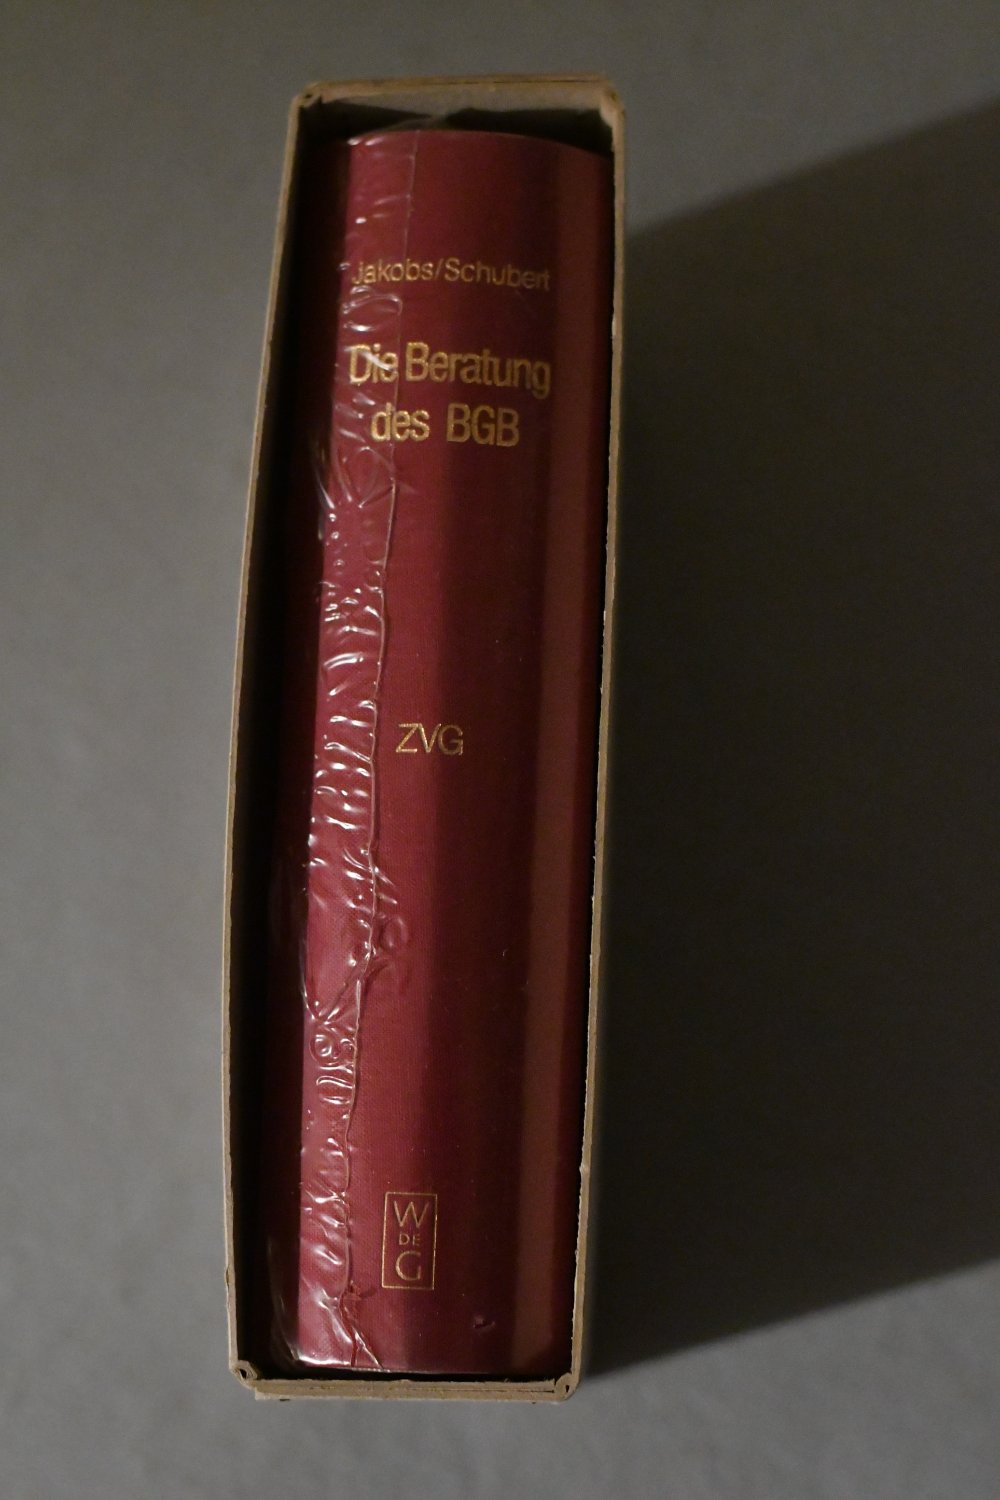 Jakobs/Schubert
Die Beratung
des BGB
ZVG
W
DE
G